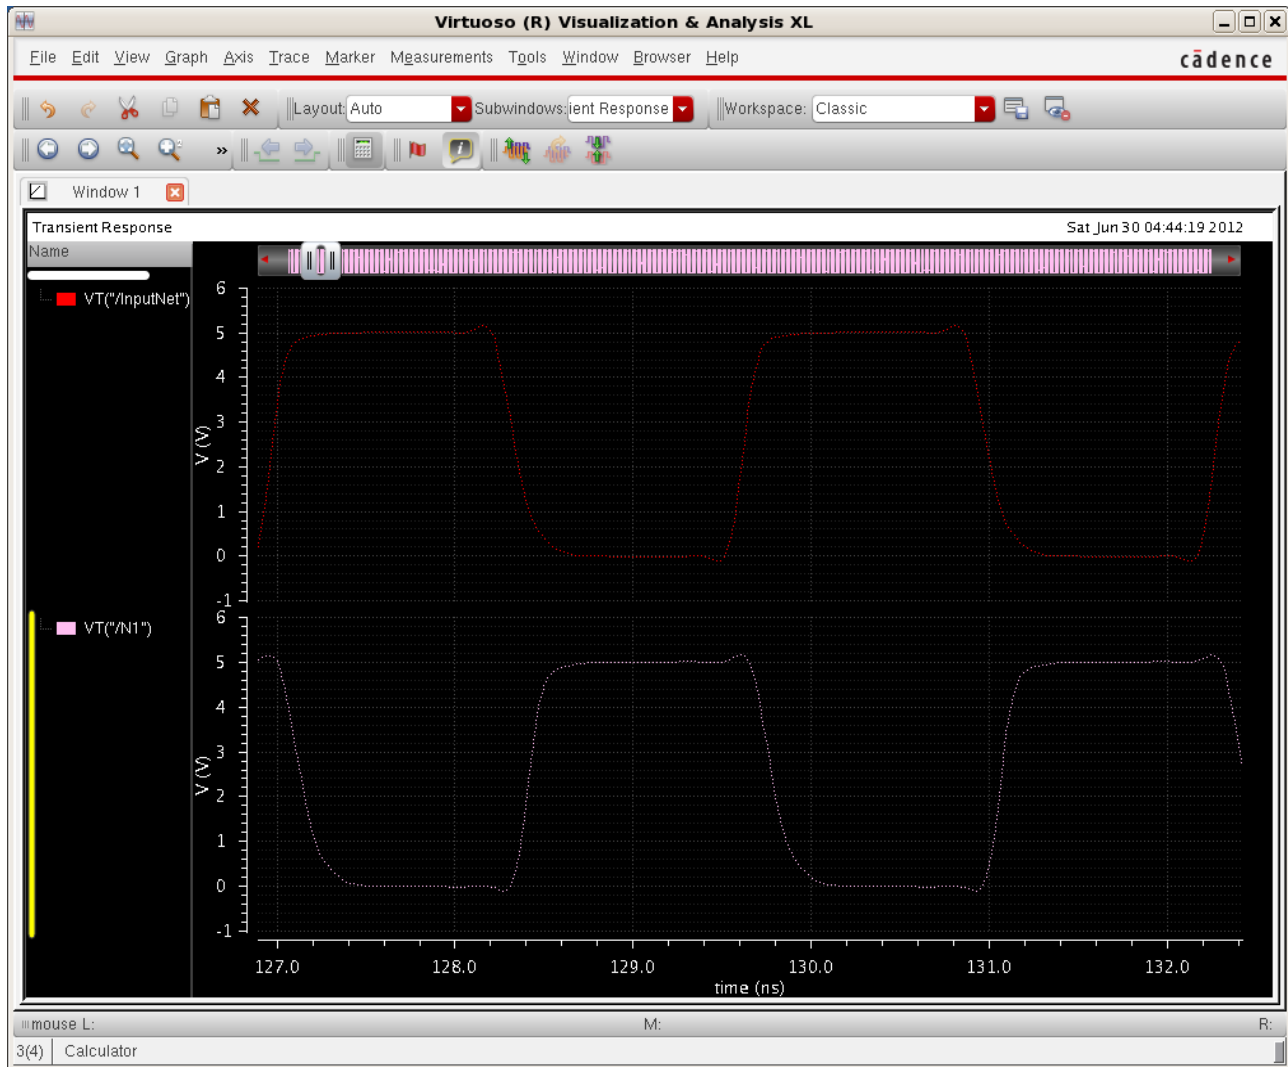 Virtuoso (R) Visualization & Analysis XL
File Edit View Graph Axis Trace Marker Measurements Tools Window Browser Help cādence
Layout: Auto Subwindows: ient Response Workspace: Classic
»
Window 1
Transient Response Sat Jun 30 04:44:19 2012
Name
VT("/InputNet")
6
5
4
3
2
1
0
-1
V (V)
VT("/N1")
6
5
4
3
2
1
0
-1
V (V)
127.0 128.0 129.0 130.0 131.0 132.0
time (ns)
mouse L: M: R:
3(4) Calculator